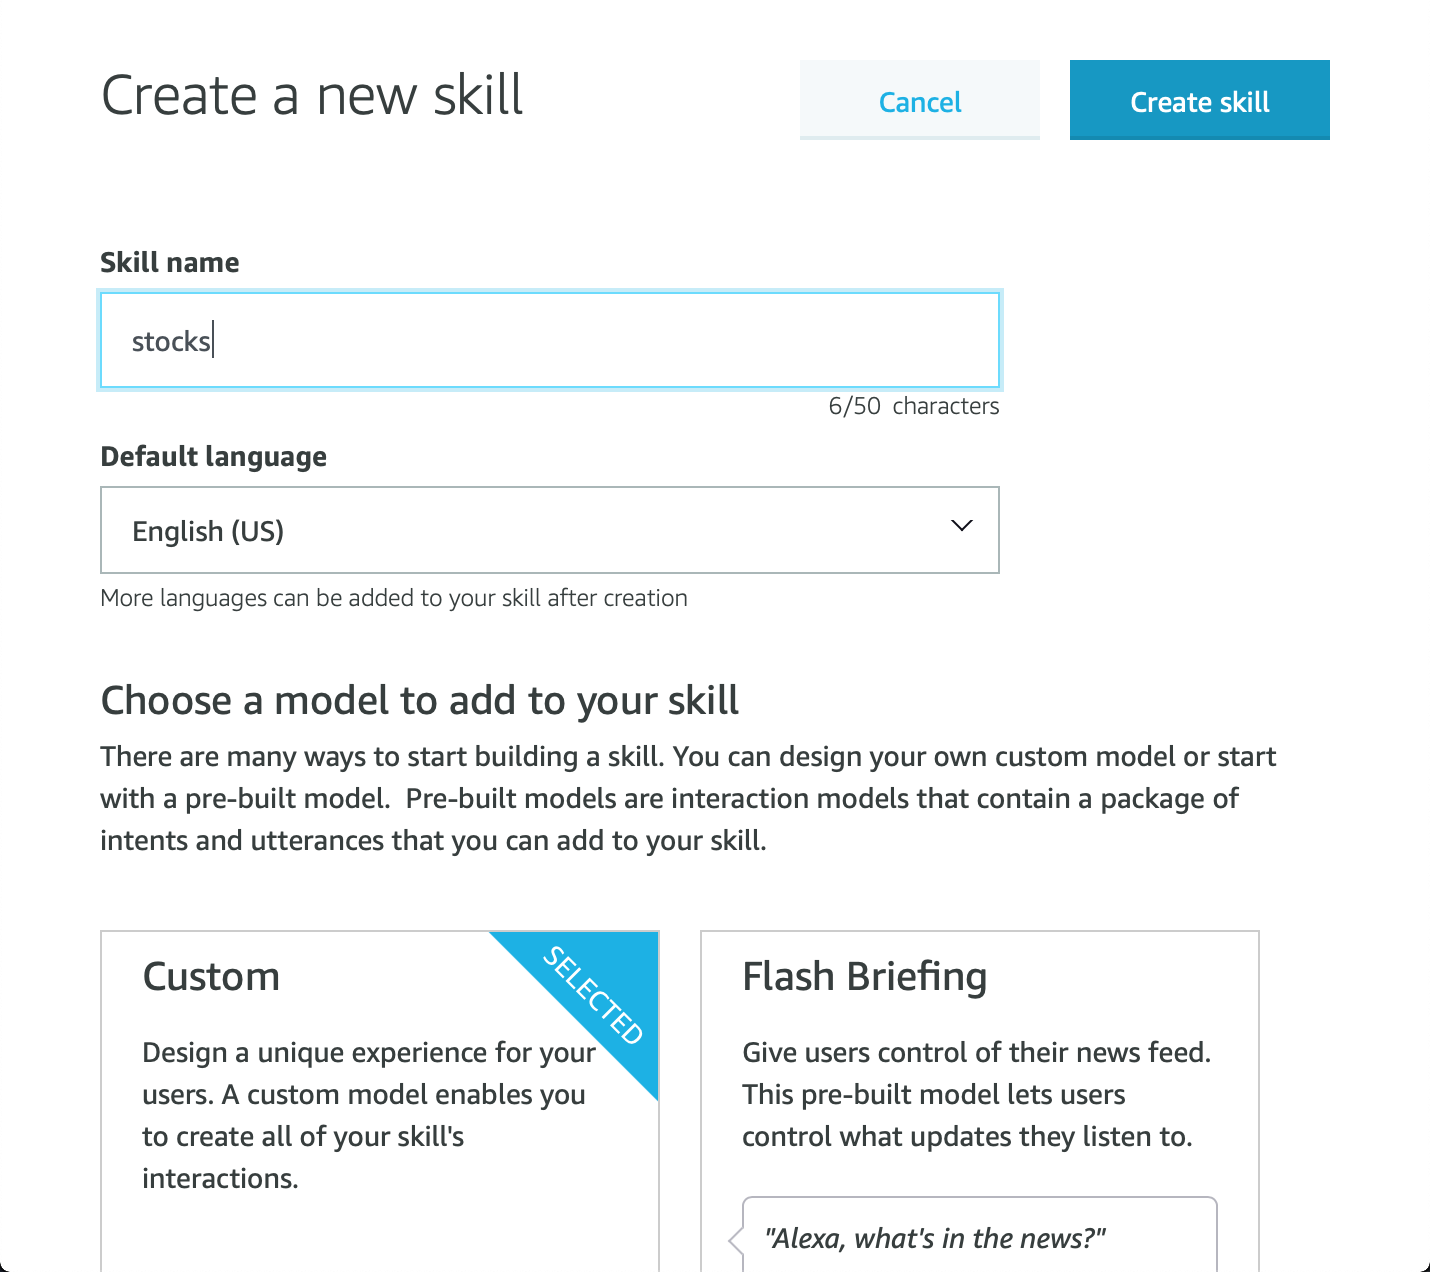 Create a new skill
Cancel
Create skill
Skill name
stocks
6/50 characters
Default language
English (US)
More languages can be added to your skill after creation
Choose a model to add to your skill
There are many ways to start building a skill. You can design your own custom model or start
with a pre-built model. Pre-built models are interaction models that contain a package of
intents and utterances that you can add to your skill.
Custom
SELECTED
Design a unique experience for your
users. A custom model enables you
to create all of your skill's
interactions.
Flash Briefing
Give users control of their news feed.
This pre-built model lets users
control what updates they listen to.
"Alexa, what's in the news?"